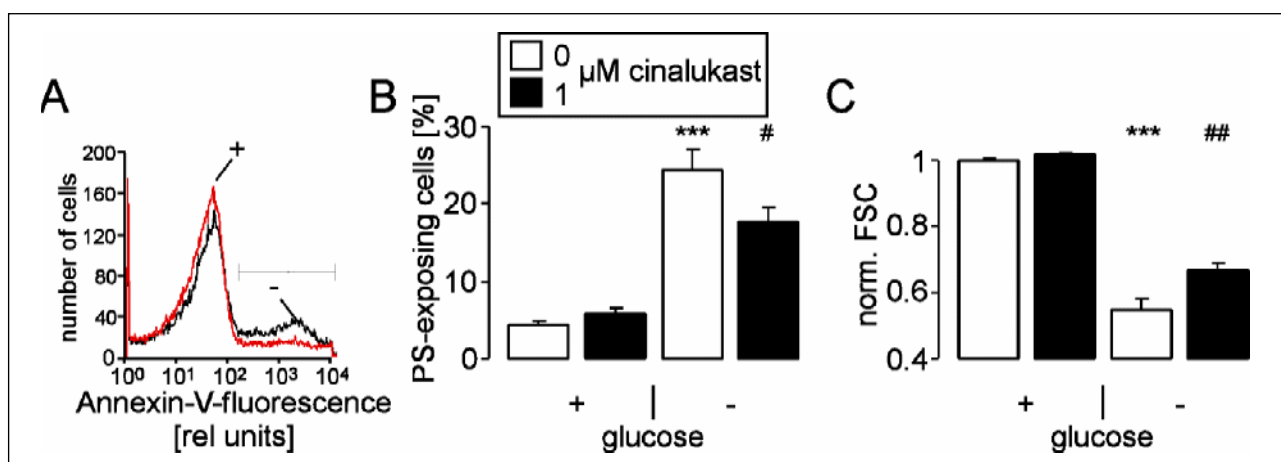 0
1
µM cinalukast
A
number of cells
200
160
120
80
40
0
+
-
10⁰ 10¹ 10² 10³ 10⁴
Annexin-V-fluorescence
[rel units]
B
PS-exposing cells [%]
30
20
10
0
***
#
+ | -
glucose
C
norm. FSC
1
0.8
0.6
0.4
***
##
+ | -
glucose